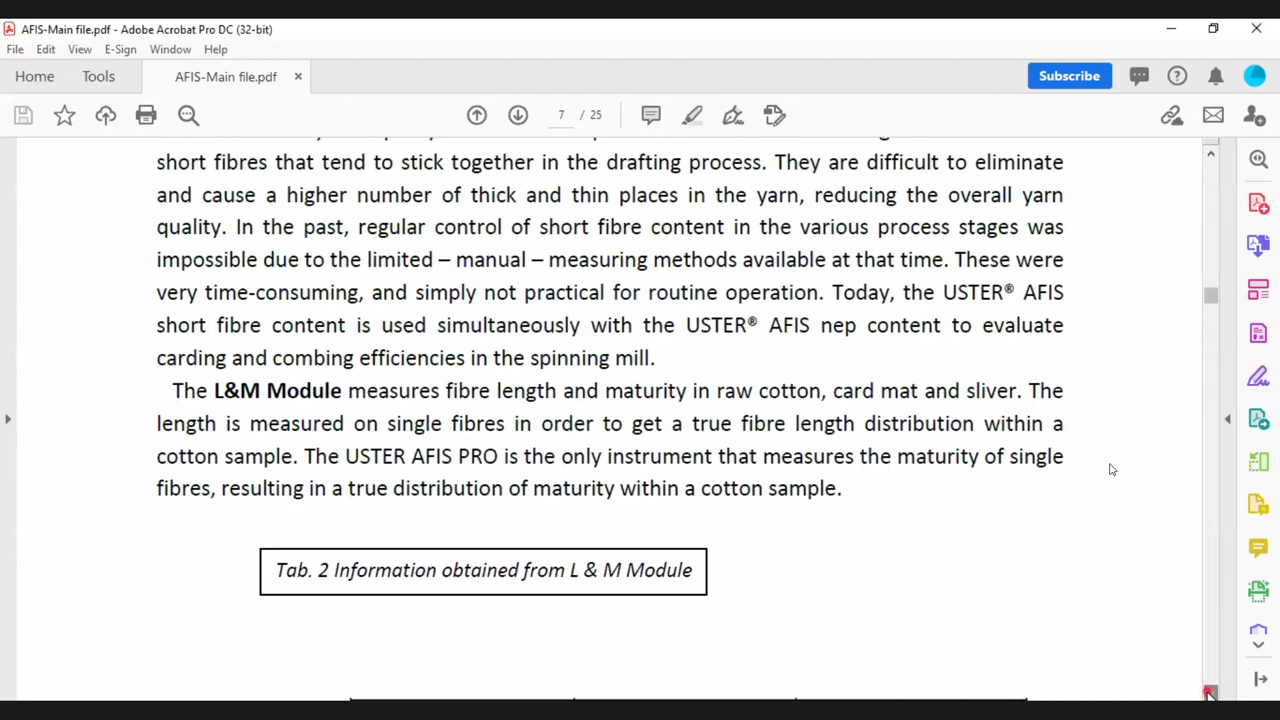 AFIS-Main file.pdf - Adobe Acrobat Pro DC (32-bit)
File Edit View E-Sign Window Help
Home Tools AFIS-Main file.pdf × Subscribe
7 / 25
short fibres that tend to stick together in the drafting process. They are difficult to eliminate
and cause a higher number of thick and thin places in the yarn, reducing the overall yarn
quality. In the past, regular control of short fibre content in the various process stages was
impossible due to the limited – manual – measuring methods available at that time. These were
very time-consuming, and simply not practical for routine operation. Today, the USTER® AFIS
short fibre content is used simultaneously with the USTER® AFIS nep content to evaluate
carding and combing efficiencies in the spinning mill.
The L&M Module measures fibre length and maturity in raw cotton, card mat and sliver. The
length is measured on single fibres in order to get a true fibre length distribution within a
cotton sample. The USTER AFIS PRO is the only instrument that measures the maturity of single
fibres, resulting in a true distribution of maturity within a cotton sample.
Tab. 2 Information obtained from L & M Module